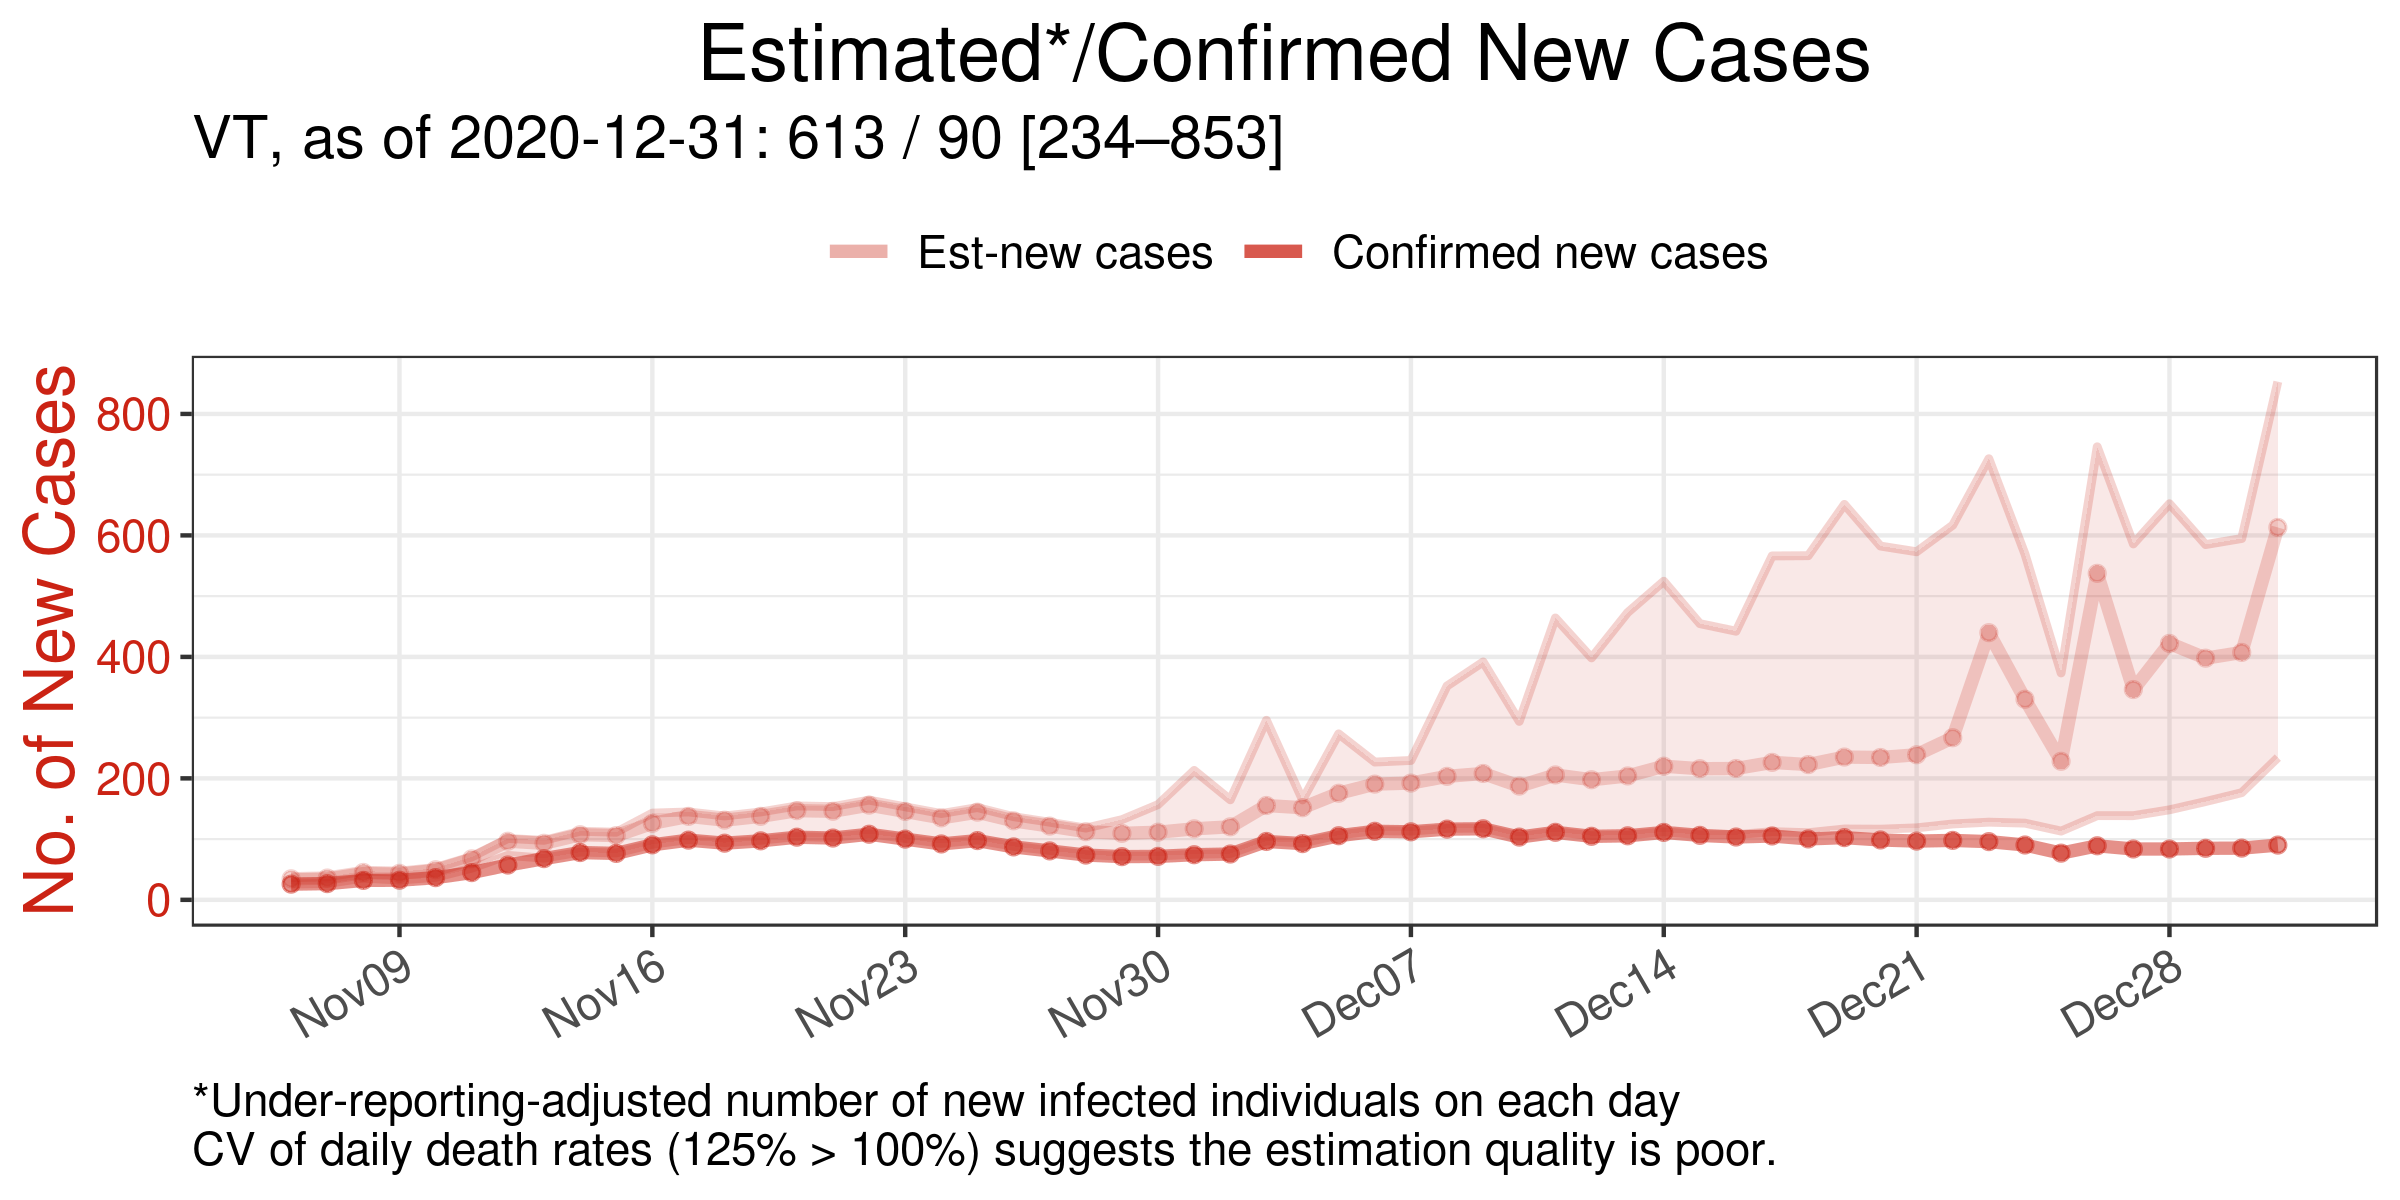 Estimated*/Confirmed New Cases
VT, as of 2020-12-31: 613 / 90 [234–853]
Est-new cases
Confirmed new cases
No. of New Cases
800
600
400
200
0
Nov09
Nov16
Nov23
Nov30
Dec07
Dec14
Dec21
Dec28
*Under-reporting-adjusted number of new infected individuals on each day
CV of daily death rates (125% > 100%) suggests the estimation quality is poor.